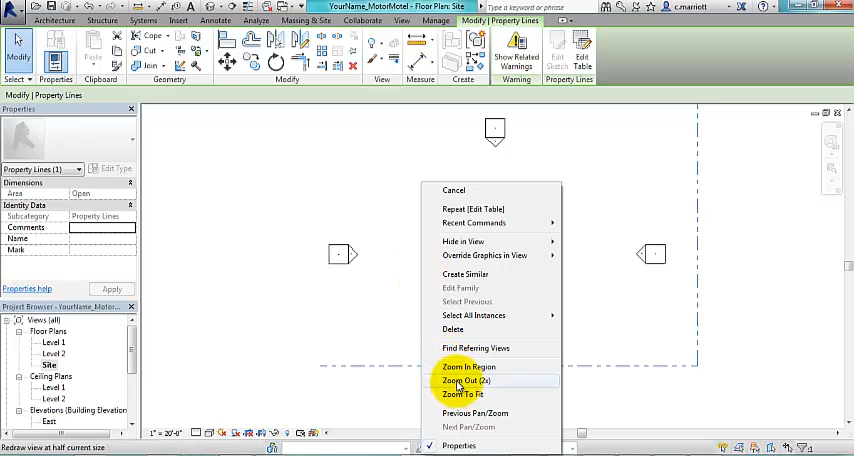 YourName_MotorMotel - Floor Plan: Site
c.marriott
Architecture Structure Systems Insert Annotate Analyze Massing & Site Collaborate View Manage Modify | Property Lines
Modify
Paste
Cope
Cut
Join
Show Related
Warnings
Edit
Sketch
Edit
Table
Select Properties Clipboard Geometry Modify View Measure Create Warning Property Lines
Modify | Property Lines
Properties
Property Lines (1)
Edit Type
Dimensions
Area Open
Identity Data
Subcategory Property Lines
Comments
Name
Mark
Properties help
Apply
Project Browser - YourName_Motor...
Views (all)
Floor Plans
Level 1
Level 2
Site
Ceiling Plans
Level 1
Level 2
Elevations (Building Elevation)
East
Cancel
Repeat [Edit Table]
Recent Commands
Hide in View
Override Graphics in View
Create Similar
Edit Family
Select Previous
Select All Instances
Delete
Find Referring Views
Zoom In Region
Zoom Out (2x)
Zoom To Fit
Previous Pan/Zoom
Next Pan/Zoom
Properties
1" = 20'-0"
Redraw view at half current size
:1